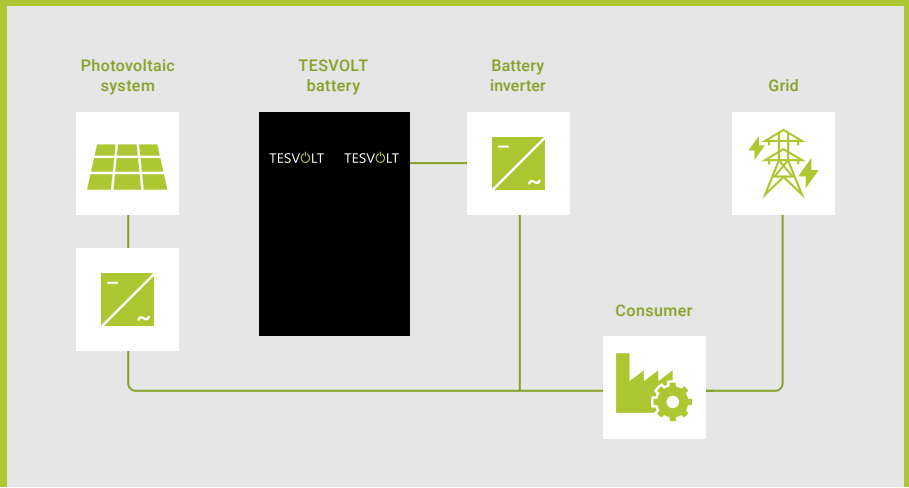 Photovoltaic
system
TESVOLT
battery
Battery
inverter
Grid
TESVOLT TESVOLT
Consumer